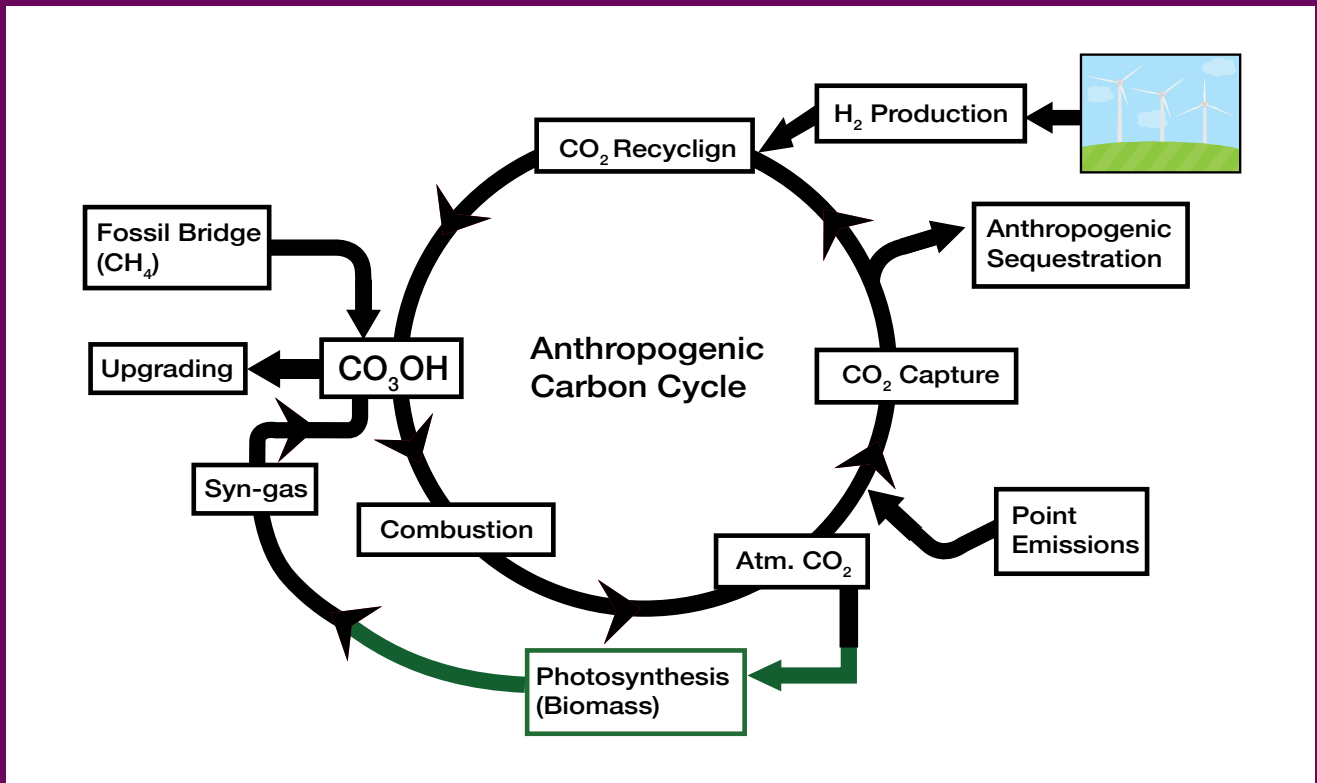 H₂ Production
CO₂ Recyclign
Fossil Bridge
(CH₄)
Anthropogenic
Sequestration
Anthropogenic
Carbon Cycle
Upgrading
CO₃OH
CO₂ Capture
Syn-gas
Combustion
Point
Emissions
Atm. CO₂
Photosynthesis
(Biomass)